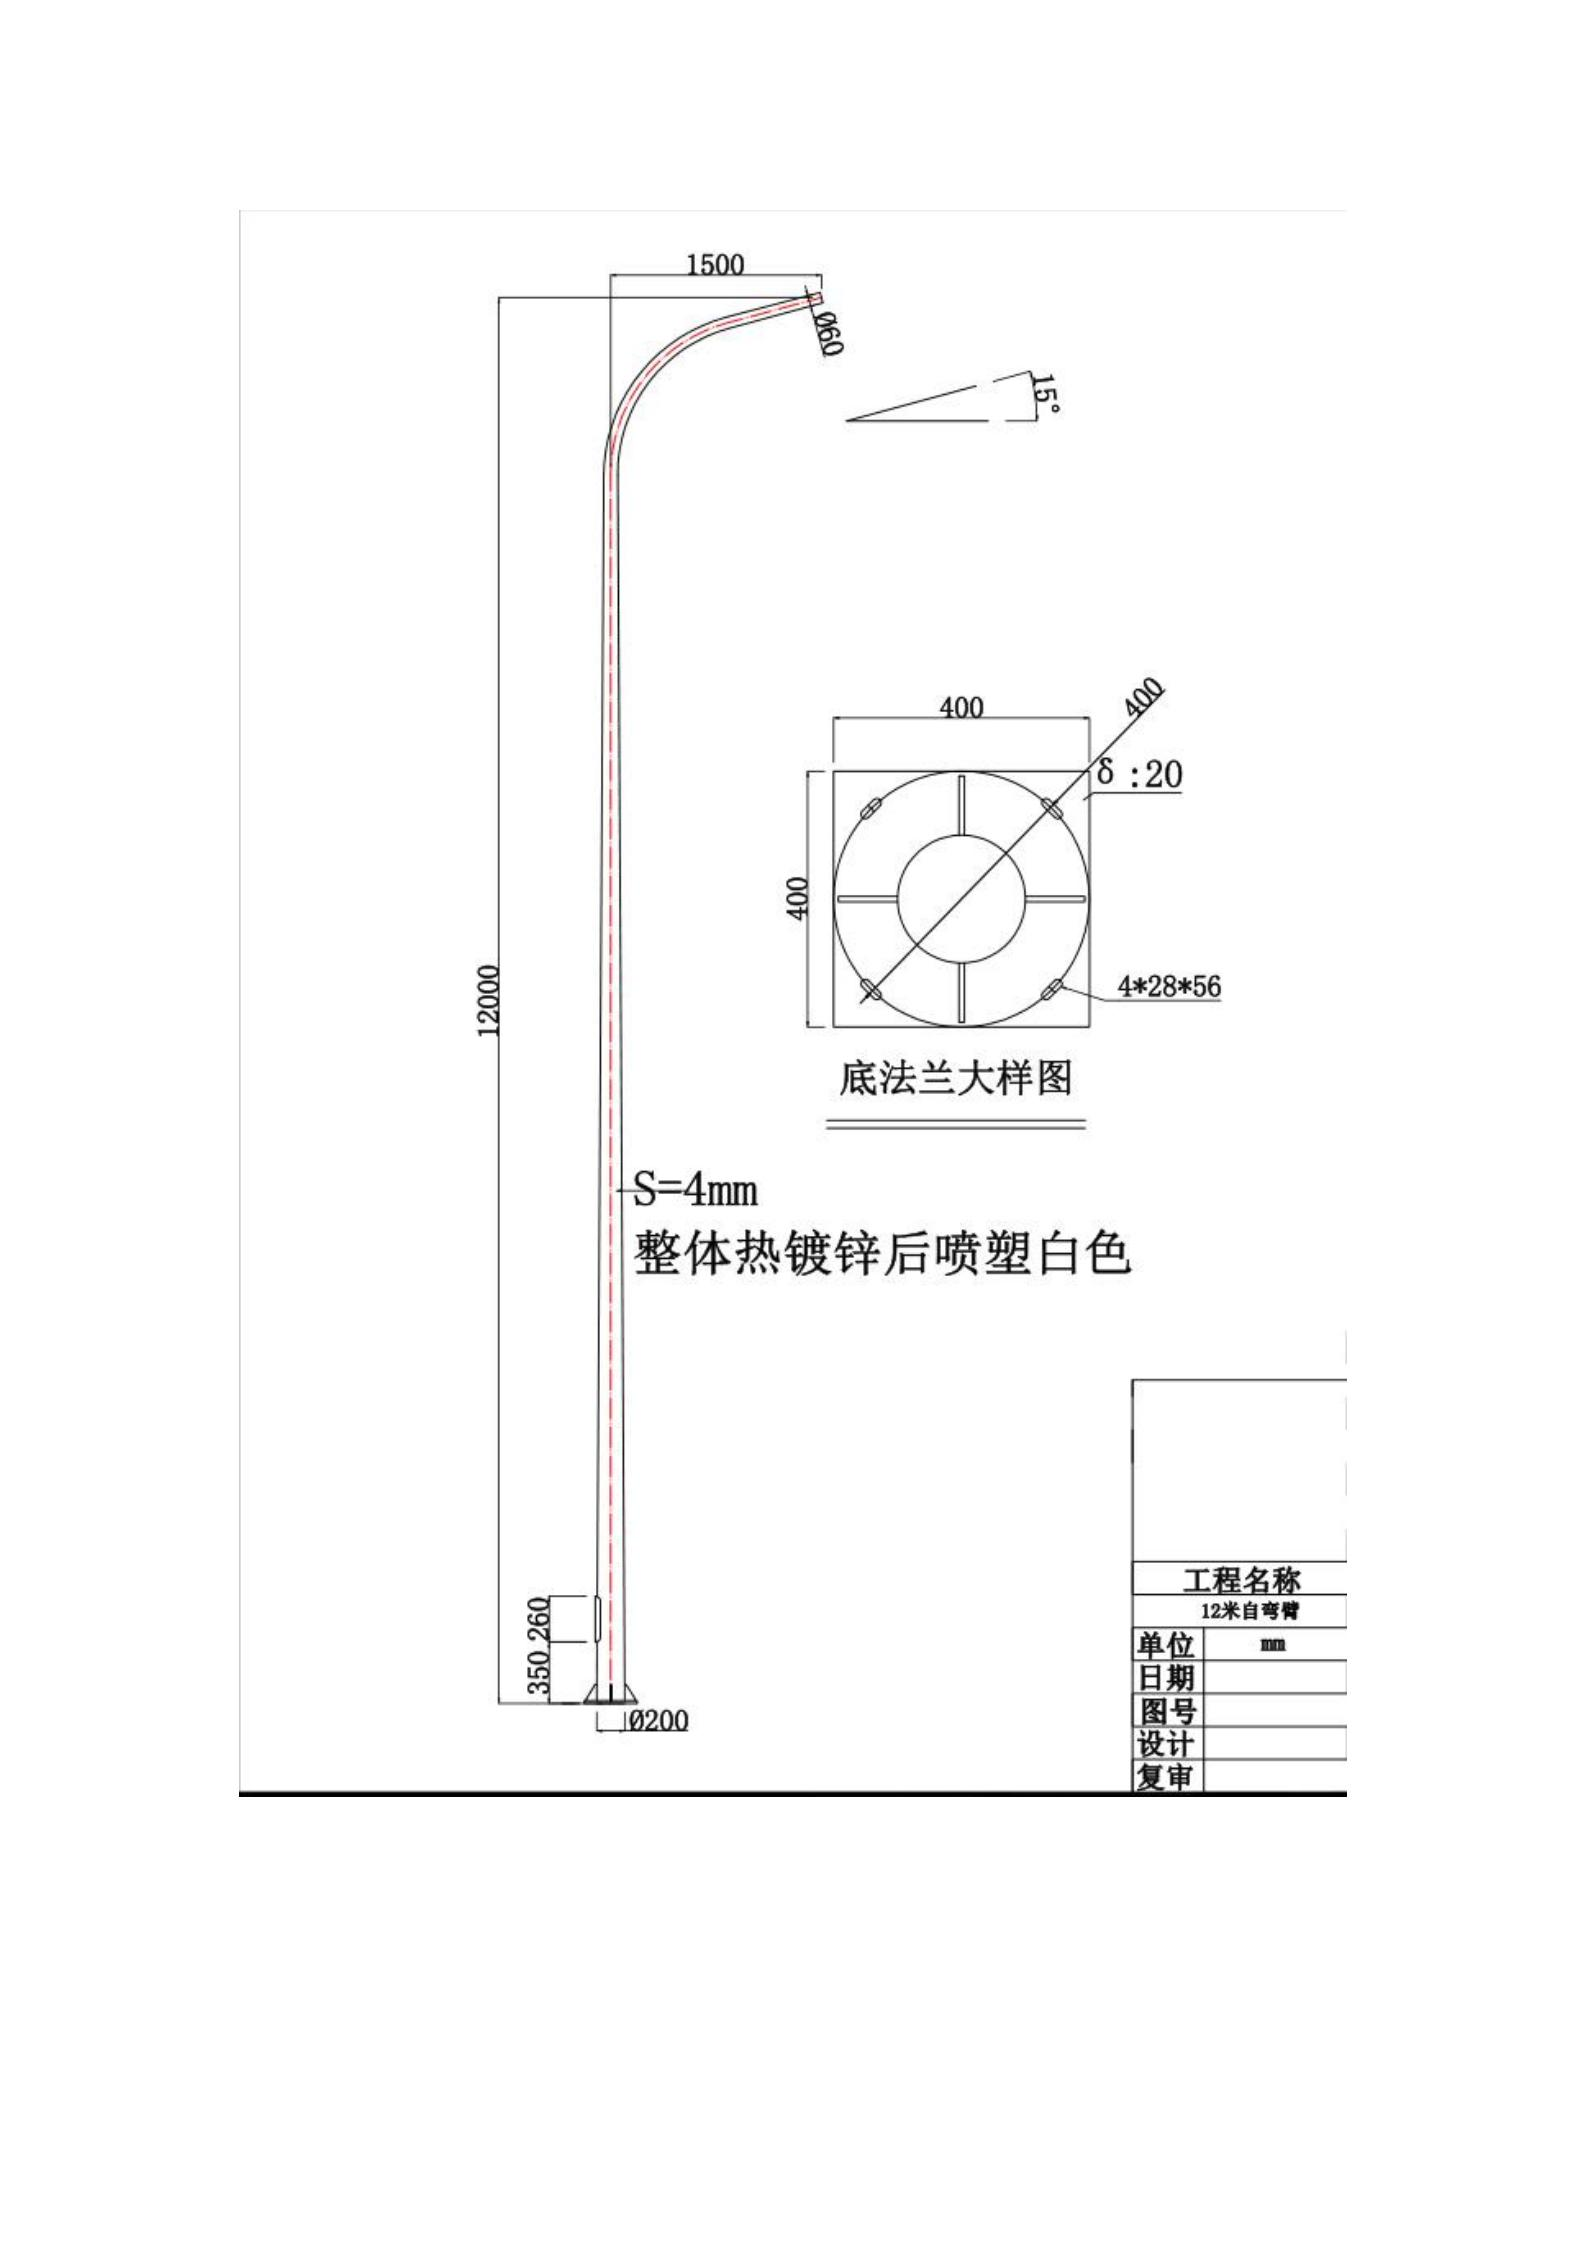 1500
Ø60
15°
400
400
δ :20
400
12000
4*28*56
底法兰大样图
S=4mm
整体热镀锌后喷塑白色
260
350
Ø200
工程名称
12米自弯臂
单位 mm
日期
图号
设计
复审